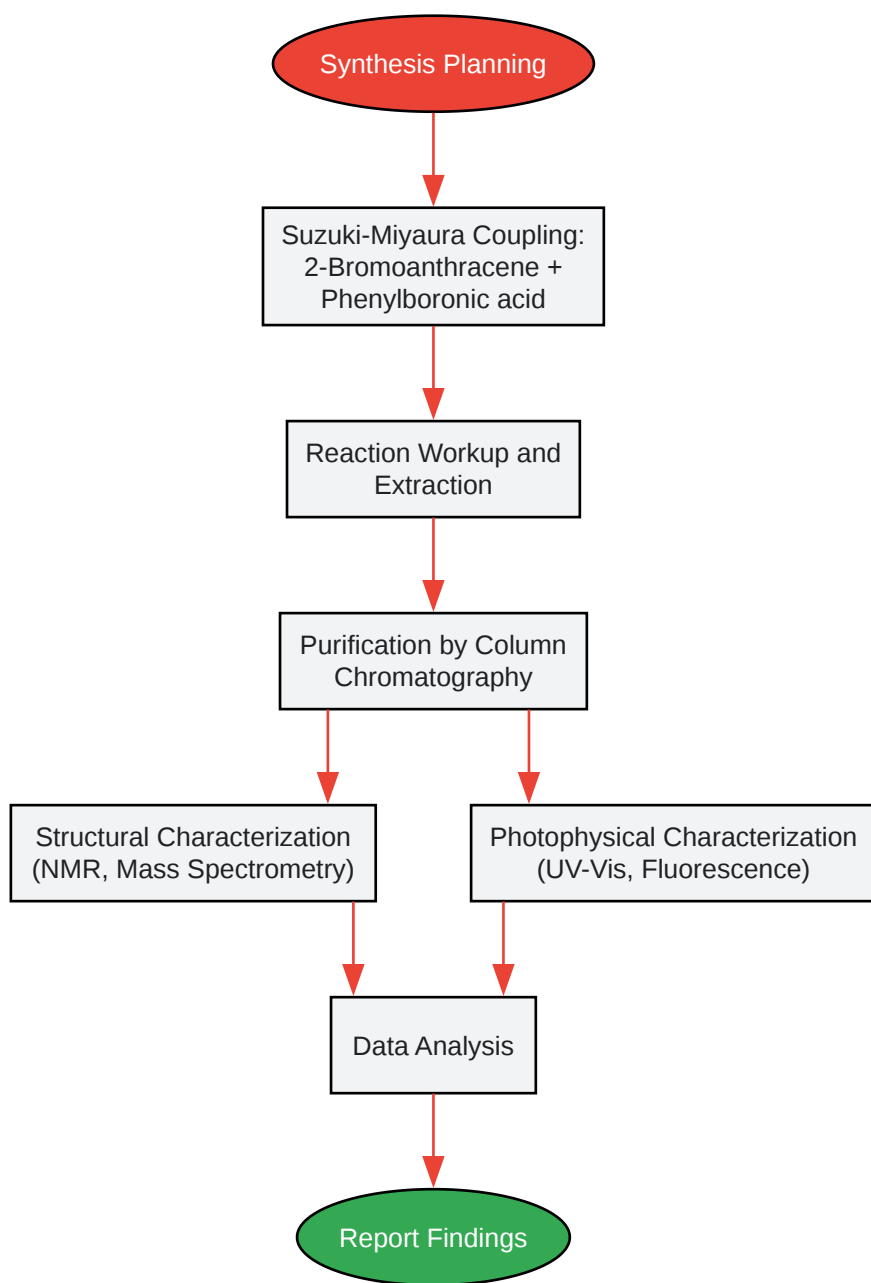 Synthesis Planning
Suzuki-Miyaura Coupling:
2-Bromoanthracene +
Phenylboronic acid
Reaction Workup and
Extraction
Purification by Column
Chromatography
Structural Characterization
(NMR, Mass Spectrometry)
Photophysical Characterization
(UV-Vis, Fluorescence)
Data Analysis
Report Findings